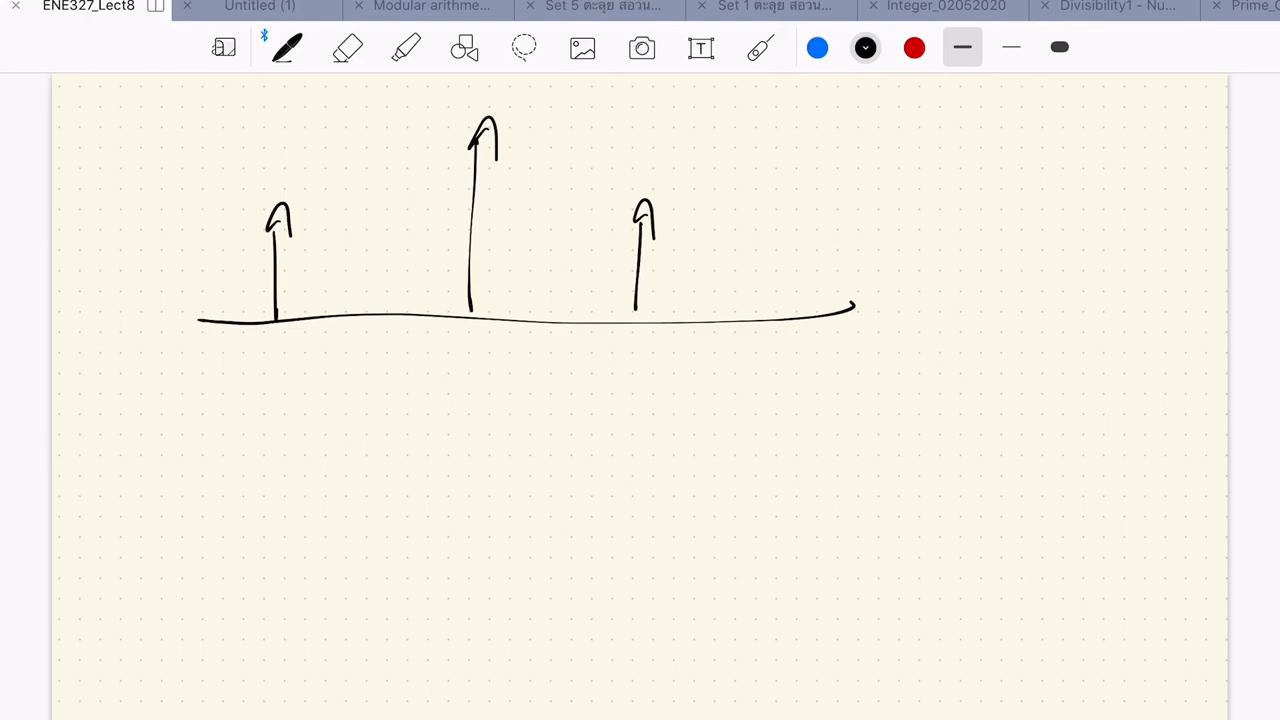 ENE327_Lect8
Untitled (1)
Modular arithme...
Set 5 ตะลุย สอวน...
Set 1 ตะลุย สอวน...
Integer_02052020
Divisibility1 - Nu...
Prime_
T